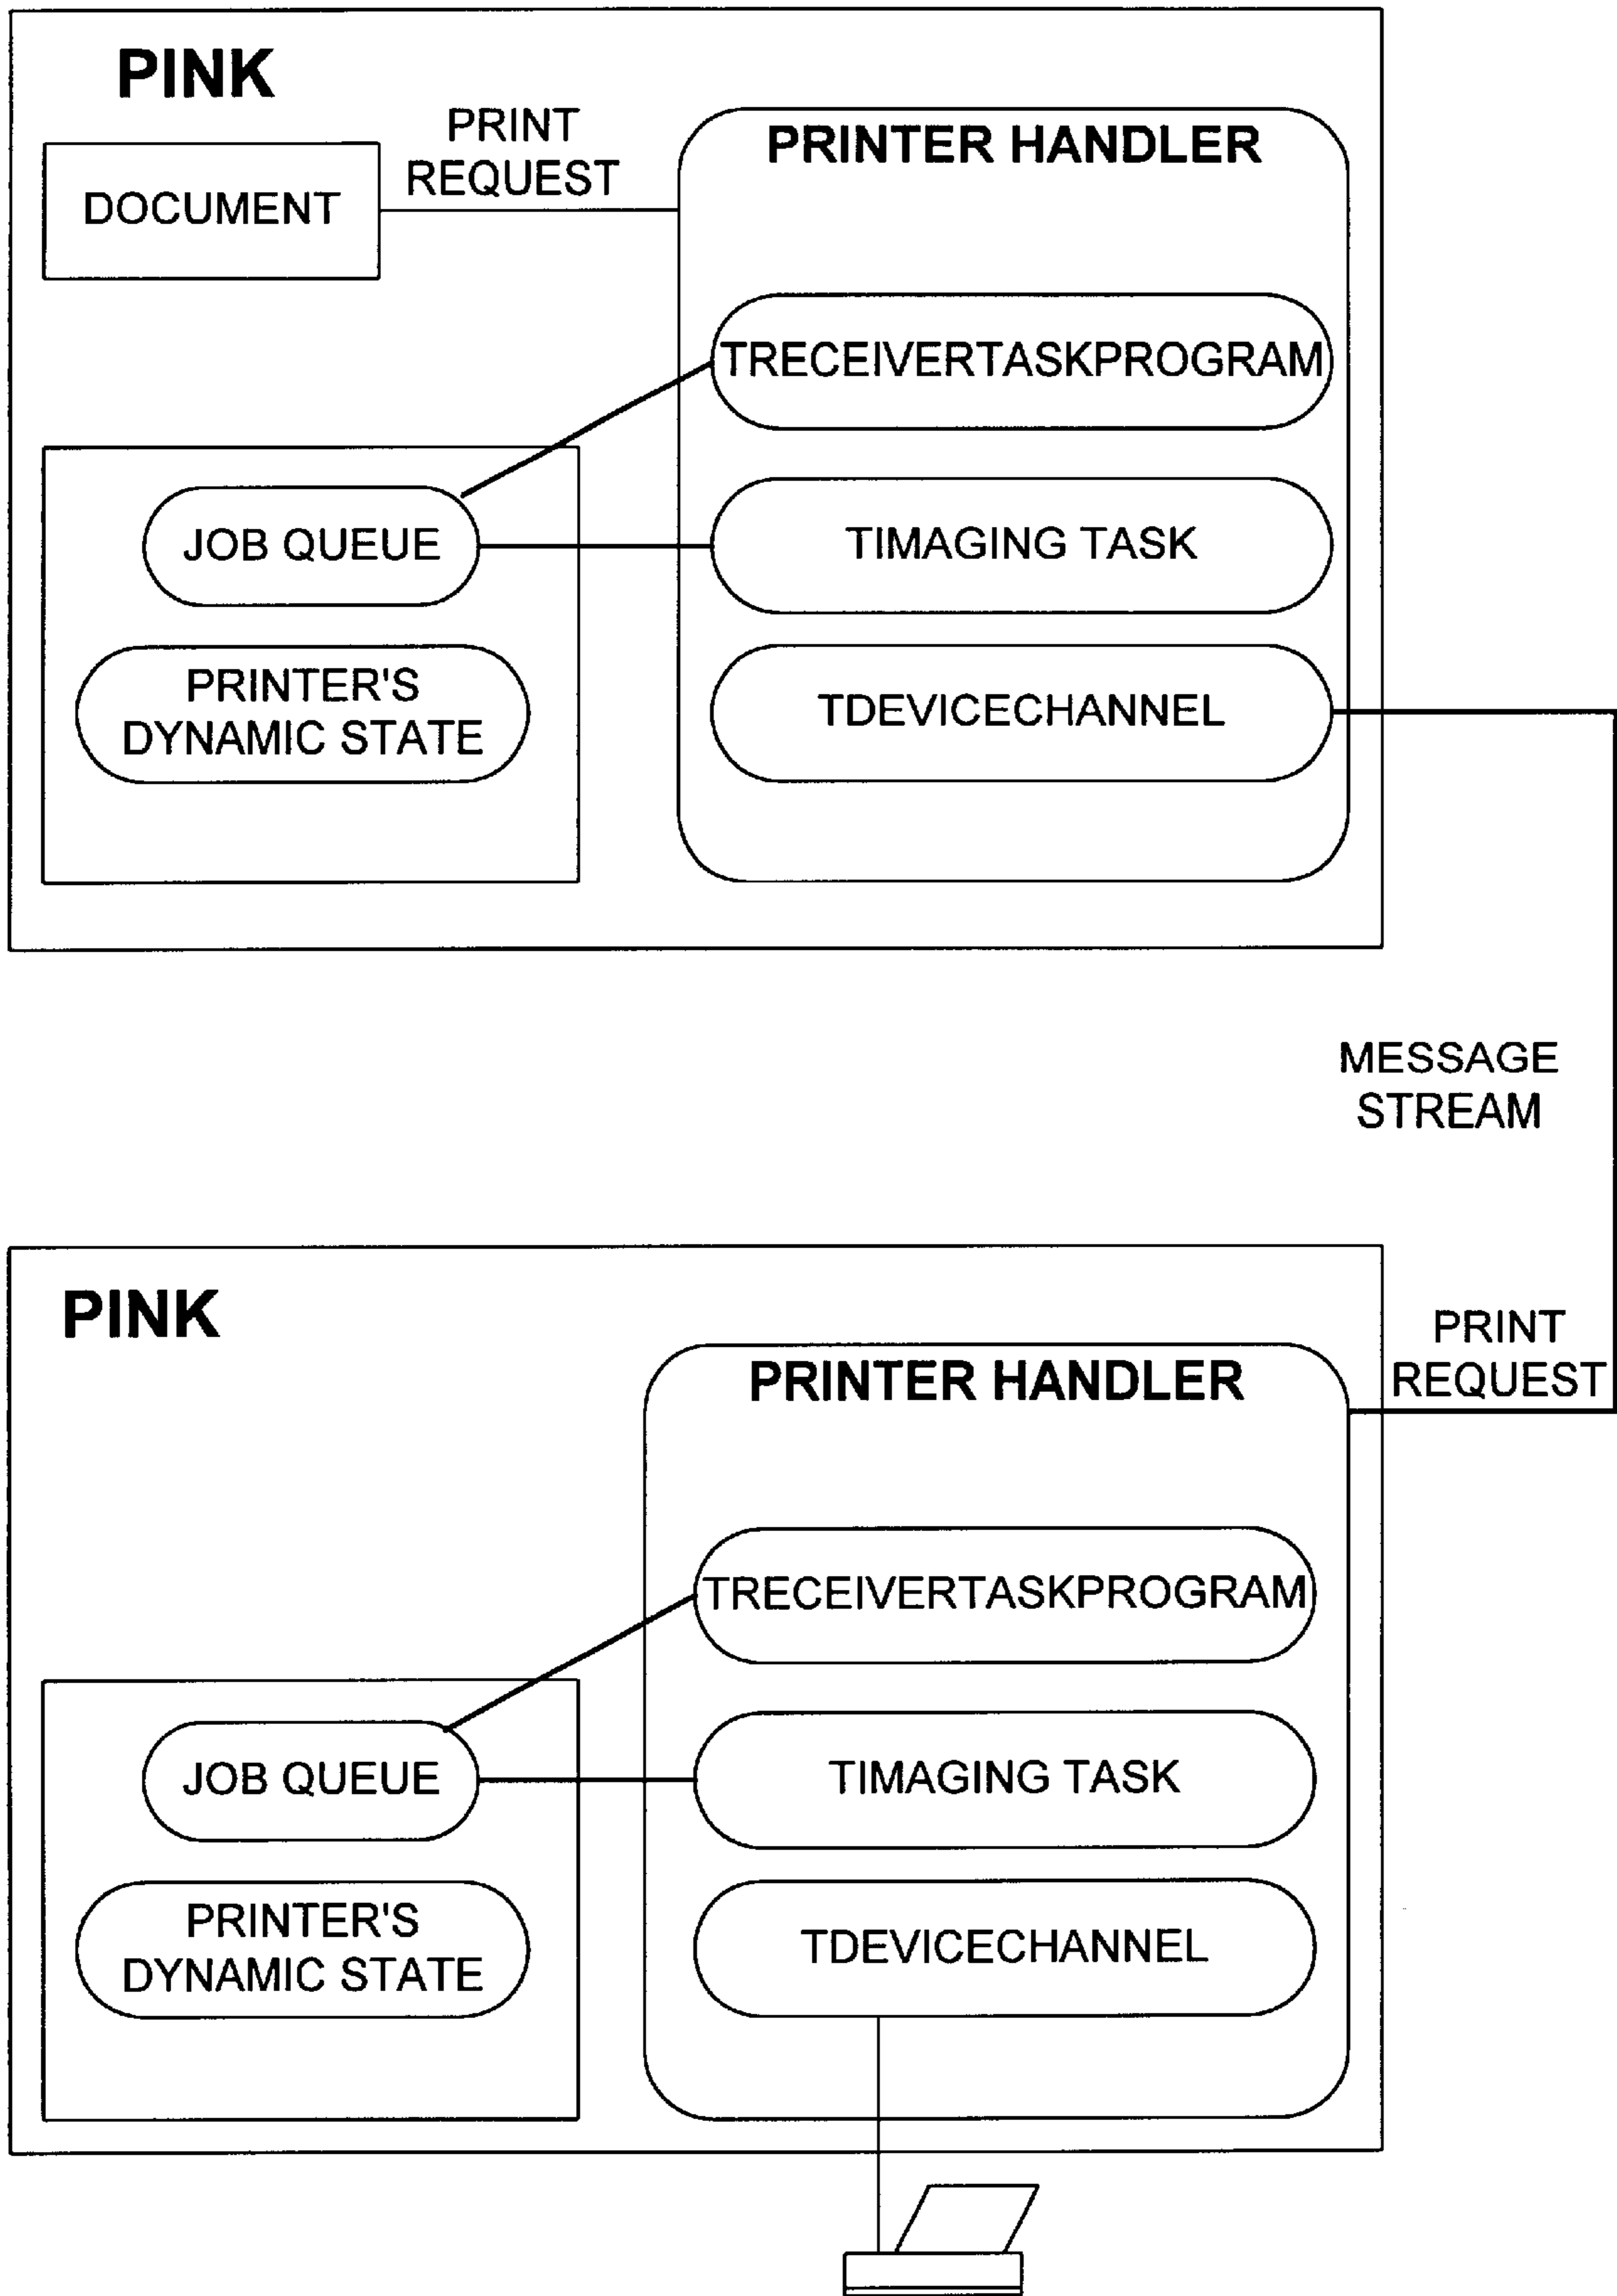 PINK
PRINT
REQUEST
PRINTER HANDLER
DOCUMENT
TRECEIVERTASKPROGRAM
JOB QUEUE
TIMAGING TASK
PRINTER'S
DYNAMIC STATE
TDEVICECHANNEL
MESSAGE
STREAM
PINK
PRINT
REQUEST
PRINTER HANDLER
TRECEIVERTASKPROGRAM
JOB QUEUE
TIMAGING TASK
PRINTER'S
DYNAMIC STATE
TDEVICECHANNEL